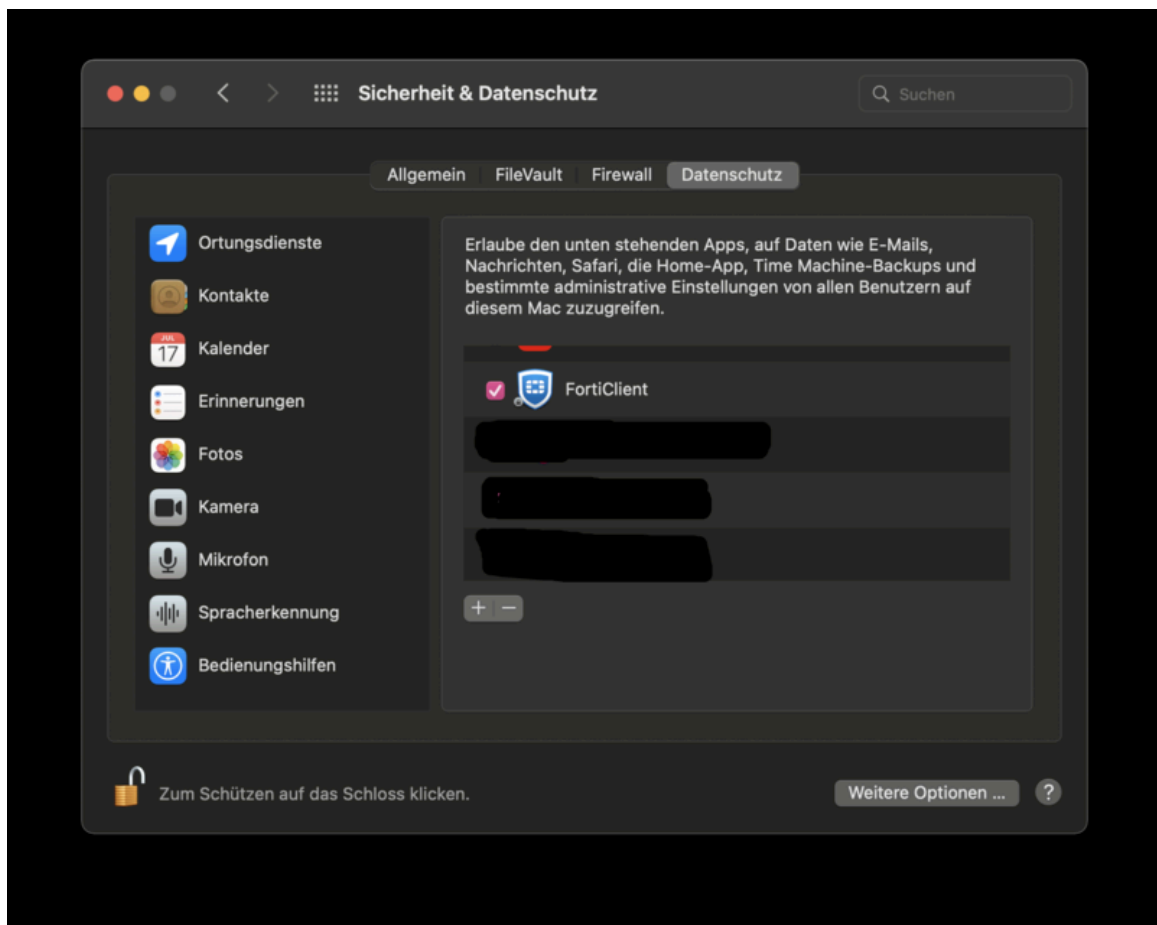 Sicherheit & Datenschutz
Suchen
Allgemein FileVault Firewall Datenschutz
Ortungsdienste
Kontakte
JUL
17
Kalender
Erinnerungen
Fotos
Kamera
Mikrofon
Spracherkennung
Bedienungshilfen
Erlaube den unten stehenden Apps, auf Daten wie E-Mails,
Nachrichten, Safari, die Home-App, Time Machine-Backups und
bestimmte administrative Einstellungen von allen Benutzern auf
diesem Mac zuzugreifen.
FortiClient
+ −
Zum Schützen auf das Schloss klicken.
Weitere Optionen ...
?